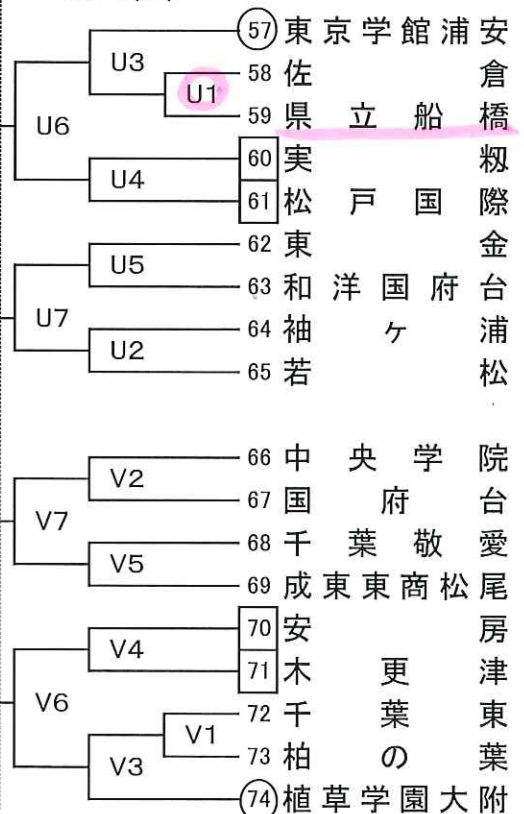 57 東京学館浦安
U3
58 佐倉
U1
59 県立船橋
U6
60 実籾
U4
61 松戸国際
62 東金
U5
63 和洋国府台
U7
64 袖ヶ浦
U2
65 若松
66 中央学院
V2
67 国府台
V7
68 千葉敬愛
V5
69 成東東商松尾
70 安房
V4
71 木更津
V6
72 千葉東
V1
73 柏の葉
V3
74 植草学園大附